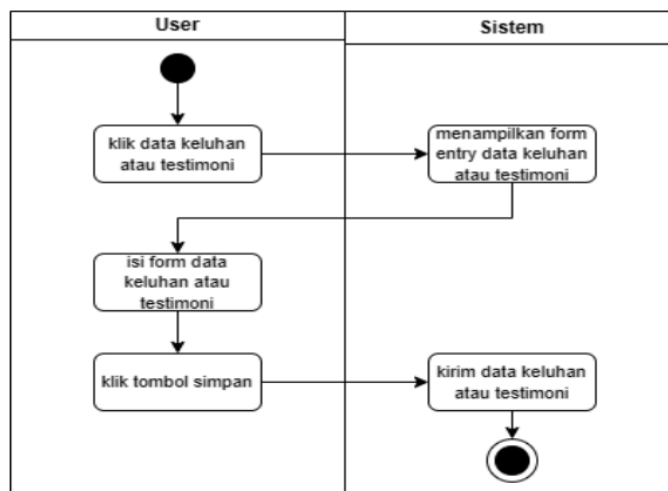 User
Sistem
klik data keluhan
atau testimoni
menampilkan form
entry data keluhan
atau testimoni
isi form data
keluhan atau
testimoni
klik tombol simpan
kirim data keluhan
atau testimoni